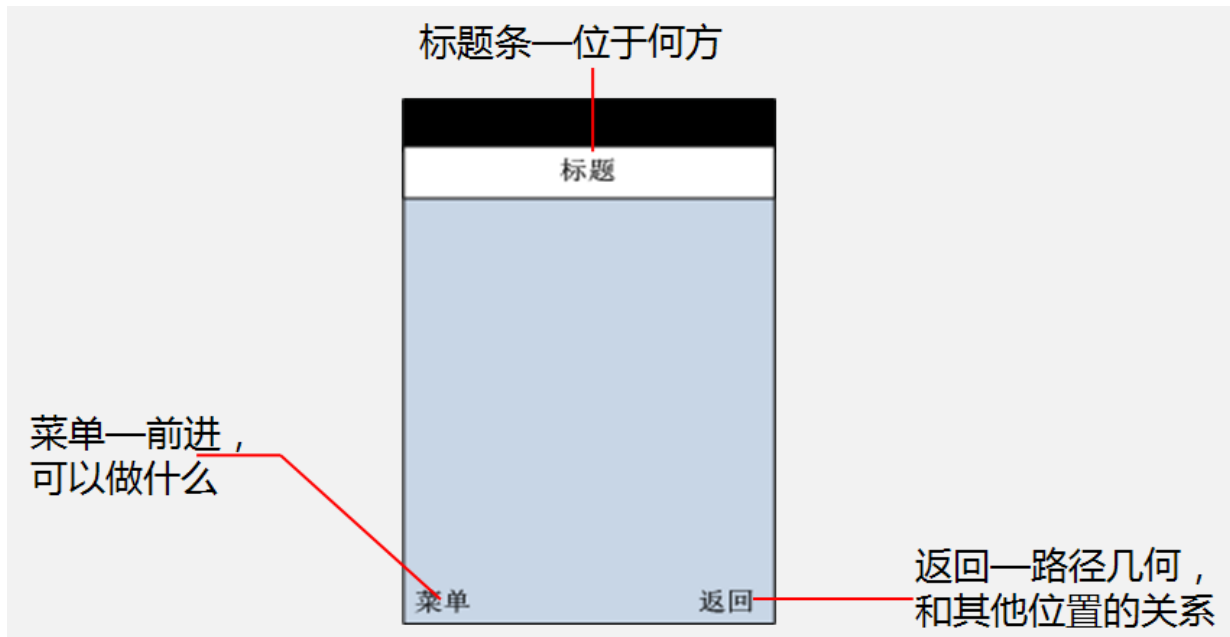 标题条—位于何方
标题
菜单—前进，
可以做什么
菜单
返回
返回—路径几何，
和其他位置的关系